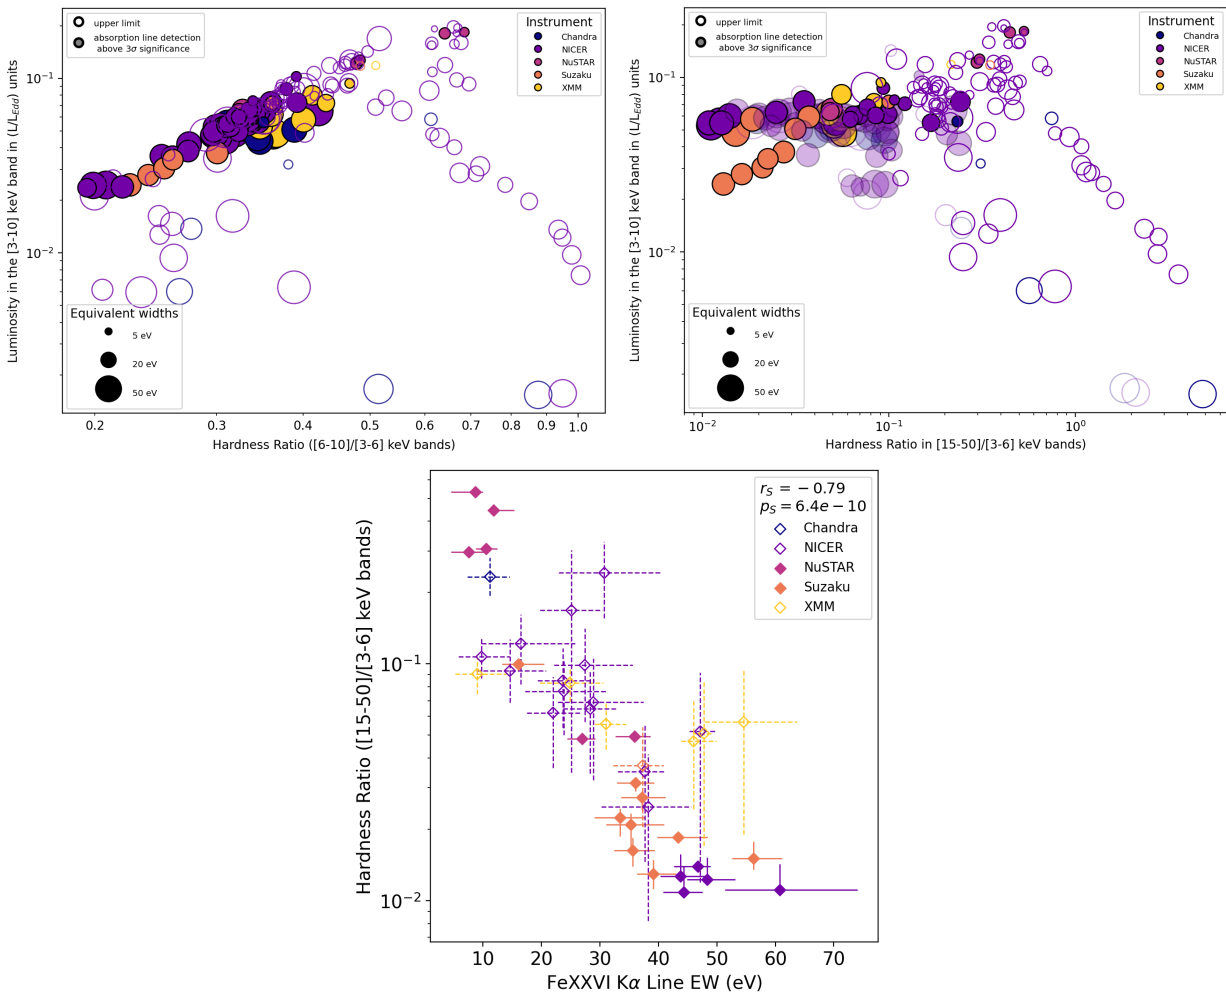 upper limit
absorption line detection
above 3σ significance
Instrument
Chandra
NICER
NuSTAR
Suzaku
XMM
10⁻¹
10⁻²
Luminosity in the [3-10] keV band in (L/L_Edd) units
Equivalent widths
5 eV
20 eV
50 eV
0.2 0.3 0.4 0.5 0.6 0.7 0.8 0.9 1.0
Hardness Ratio ([6-10]/[3-6] keV bands)
upper limit
absorption line detection
above 3σ significance
Instrument
Chandra
NICER
NuSTAR
Suzaku
XMM
10⁻¹
10⁻²
Luminosity in the [3-10] keV band in (L/L_Edd) units
Equivalent widths
5 eV
20 eV
50 eV
10⁻² 10⁻¹ 10⁰
Hardness Ratio in [15-50]/[3-6] keV bands)
r_S = −0.79
p_S = 6.4e − 10
Chandra
NICER
NuSTAR
Suzaku
XMM
10⁻¹
10⁻²
Hardness Ratio ([15-50]/[3-6] keV bands)
10 20 30 40 50 60 70
FeXXVI Kα Line EW (eV)